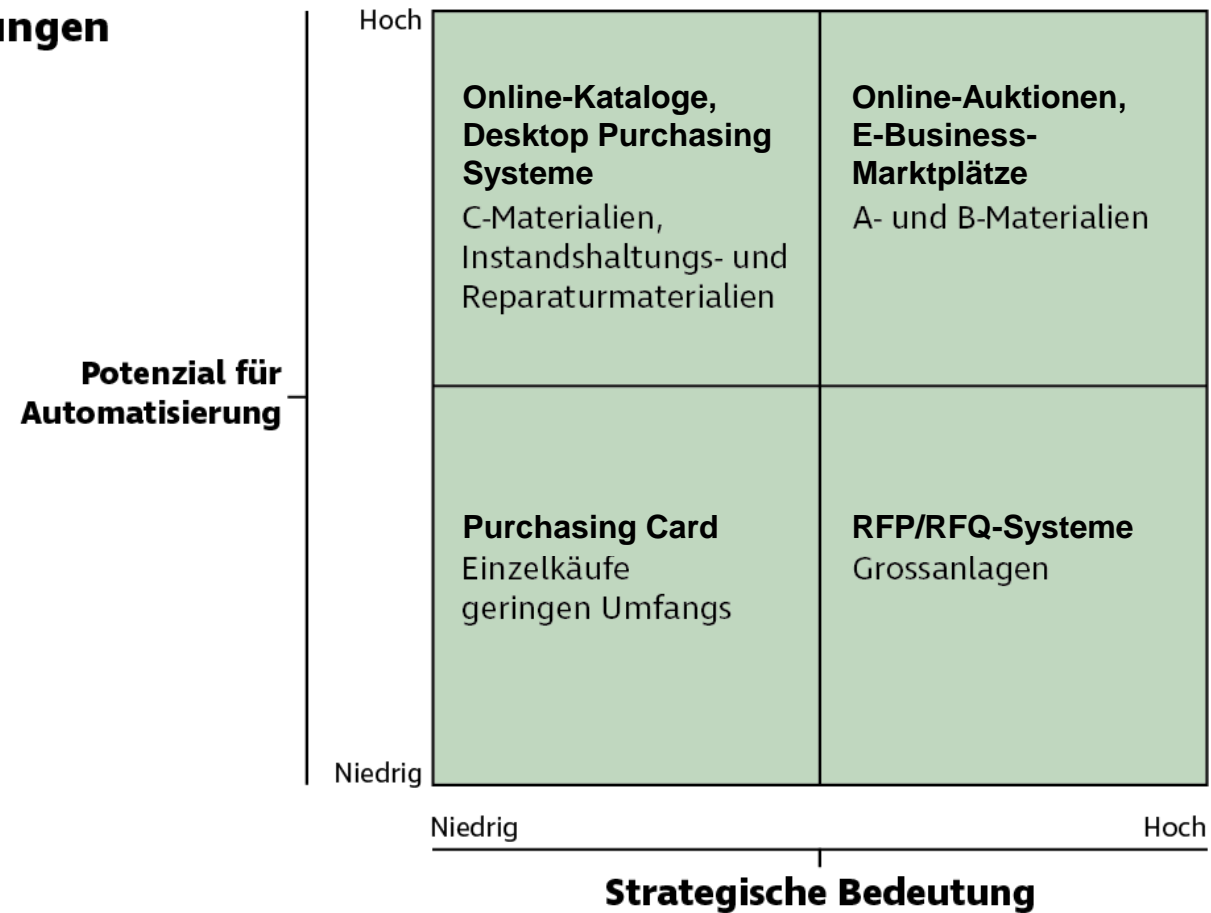 ungen
Hoch
Online-Kataloge,
Desktop Purchasing
Systeme
C-Materialien,
Instandshaltungs- und
Reparaturmaterialien
Online-Auktionen,
E-Business-
Marktplätze
A- und B-Materialien
Potenzial für
Automatisierung
Purchasing Card
Einzelkäufe
geringen Umfangs
RFP/RFQ-Systeme
Grossanlagen
Niedrig
Niedrig
Hoch
Strategische Bedeutung